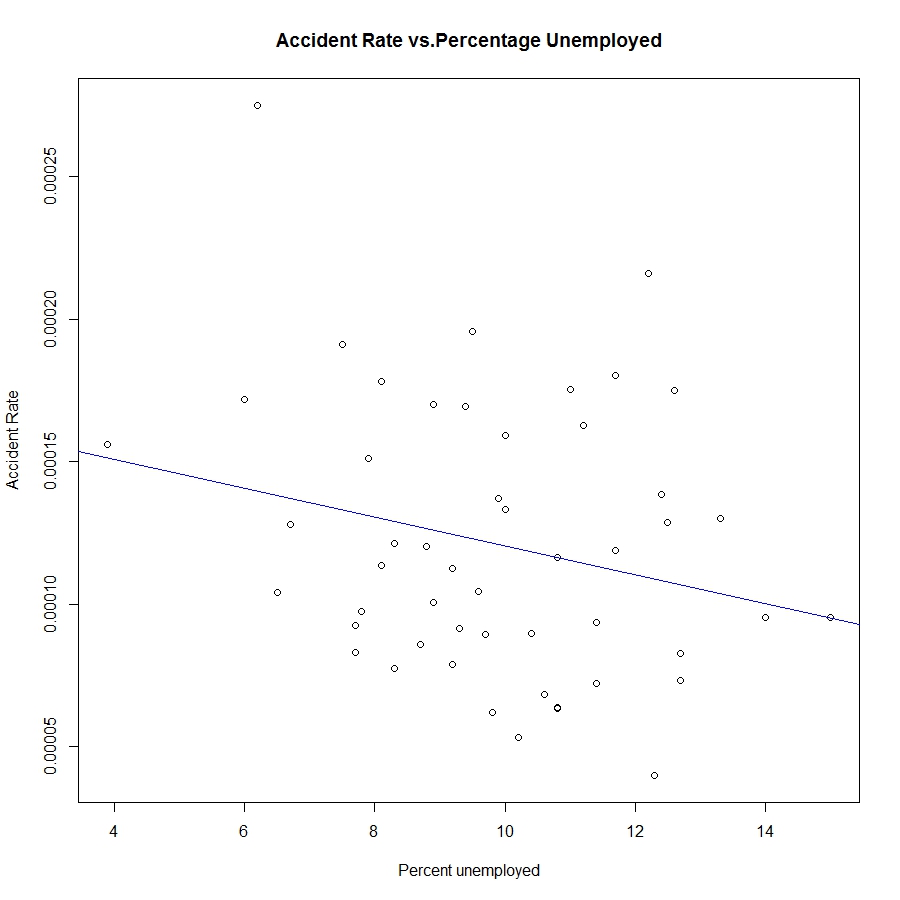 Accident Rate vs.Percentage Unemployed
0.00025
0.00020
0.00015
0.00010
0.00005
Accident Rate
4 6 8 10 12 14
Percent unemployed